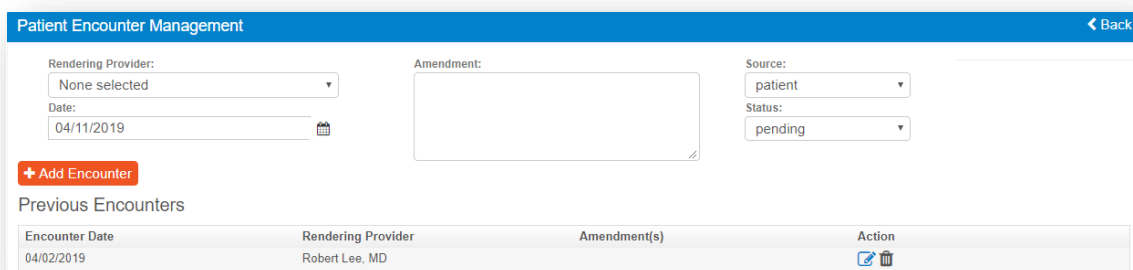 Patient Encounter Management
Back
Rendering Provider:
Amendment:
Source:
None selected
patient
Date:
Status:
04/11/2019
pending
+ Add Encounter
Previous Encounters
Encounter Date Rendering Provider Amendment(s) Action
04/02/2019 Robert Lee, MD